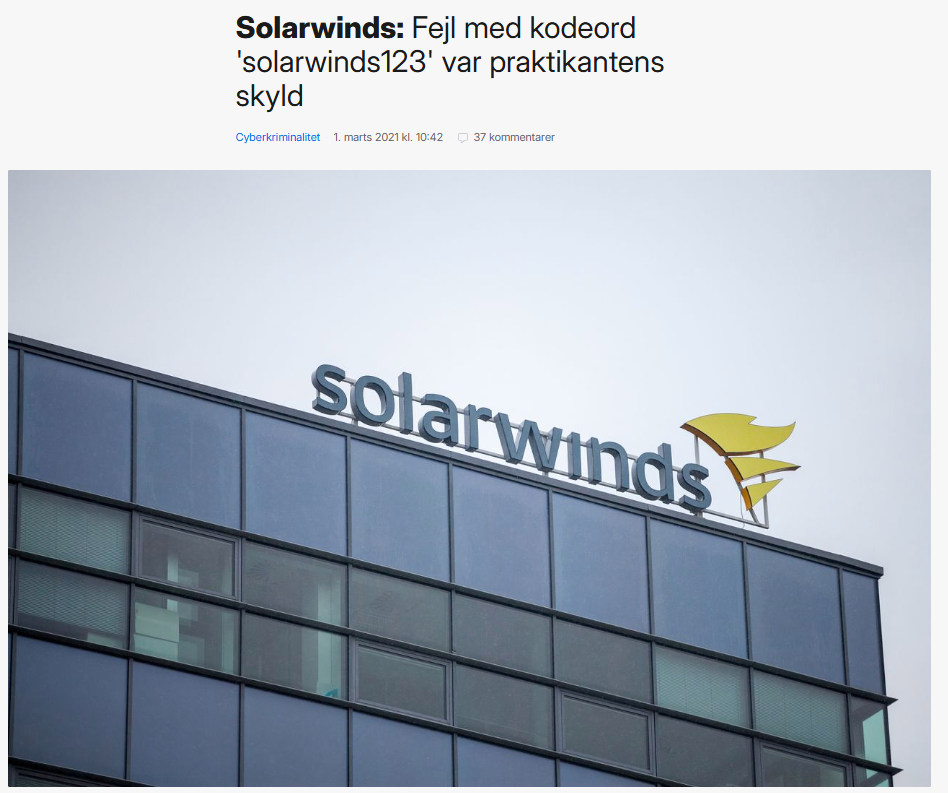 Solarwinds: Fejl med kodeord
'solarwinds123' var praktikantens
skyld
Cyberkriminalitet 1. marts 2021 kl. 10:42 37 kommentarer
solarwinds